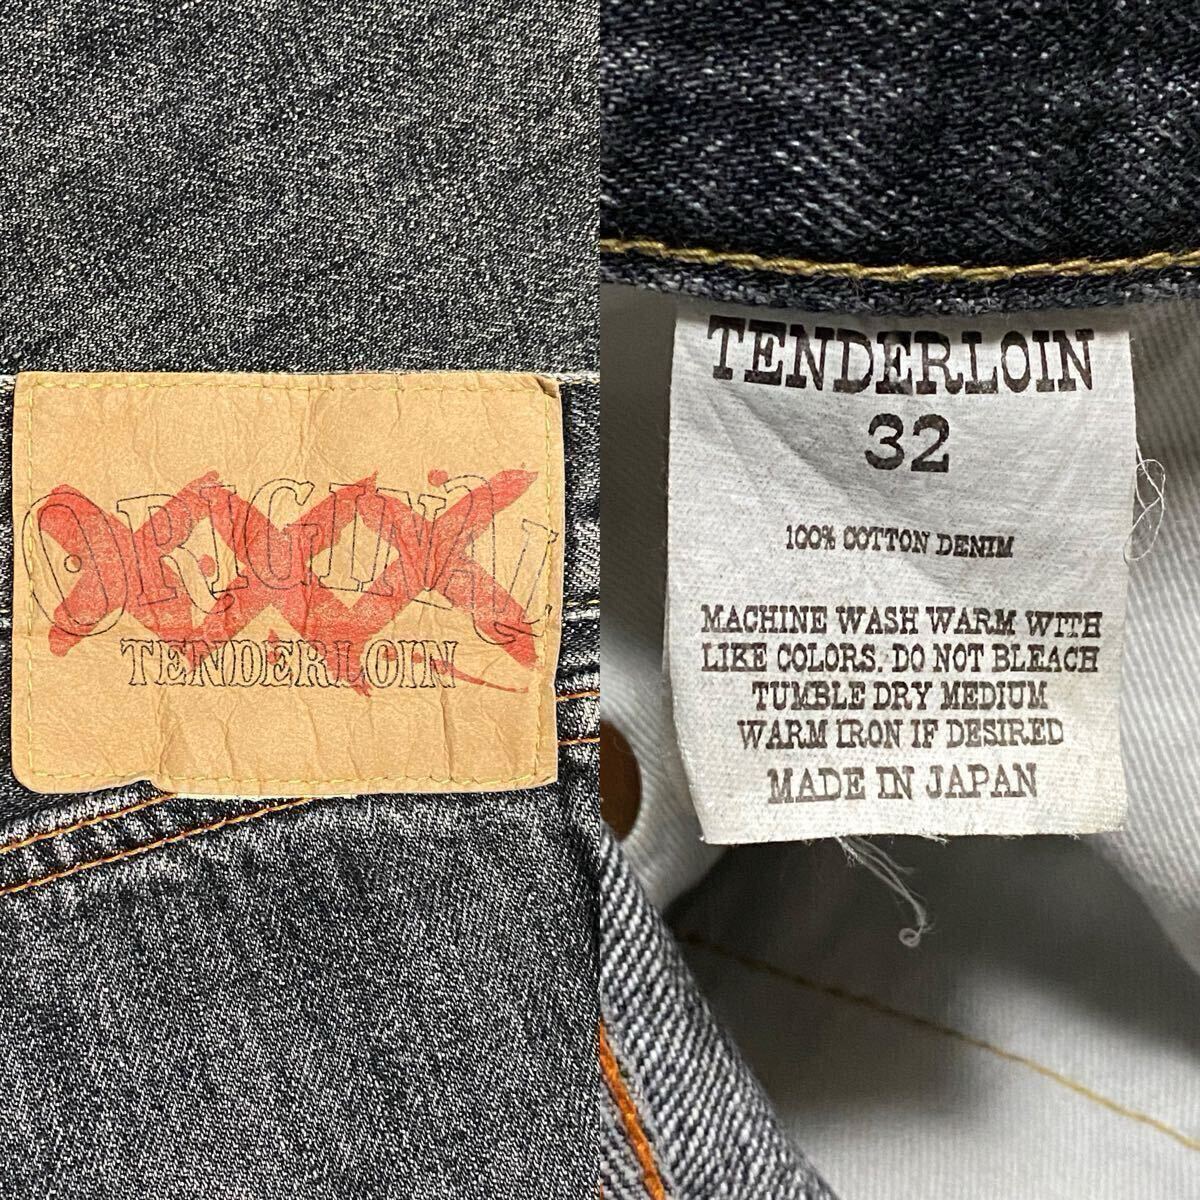 ORIGINAL
XXX
TENDERLOIN
TENDERLOIN
32
100% COTTON DENIM
MACHINE WASH WARM WITH
LIKE COLORS. DO NOT BLEACH
TUMBLE DRY MEDIUM
WARM IRON IF DESIRED
MADE IN JAPAN